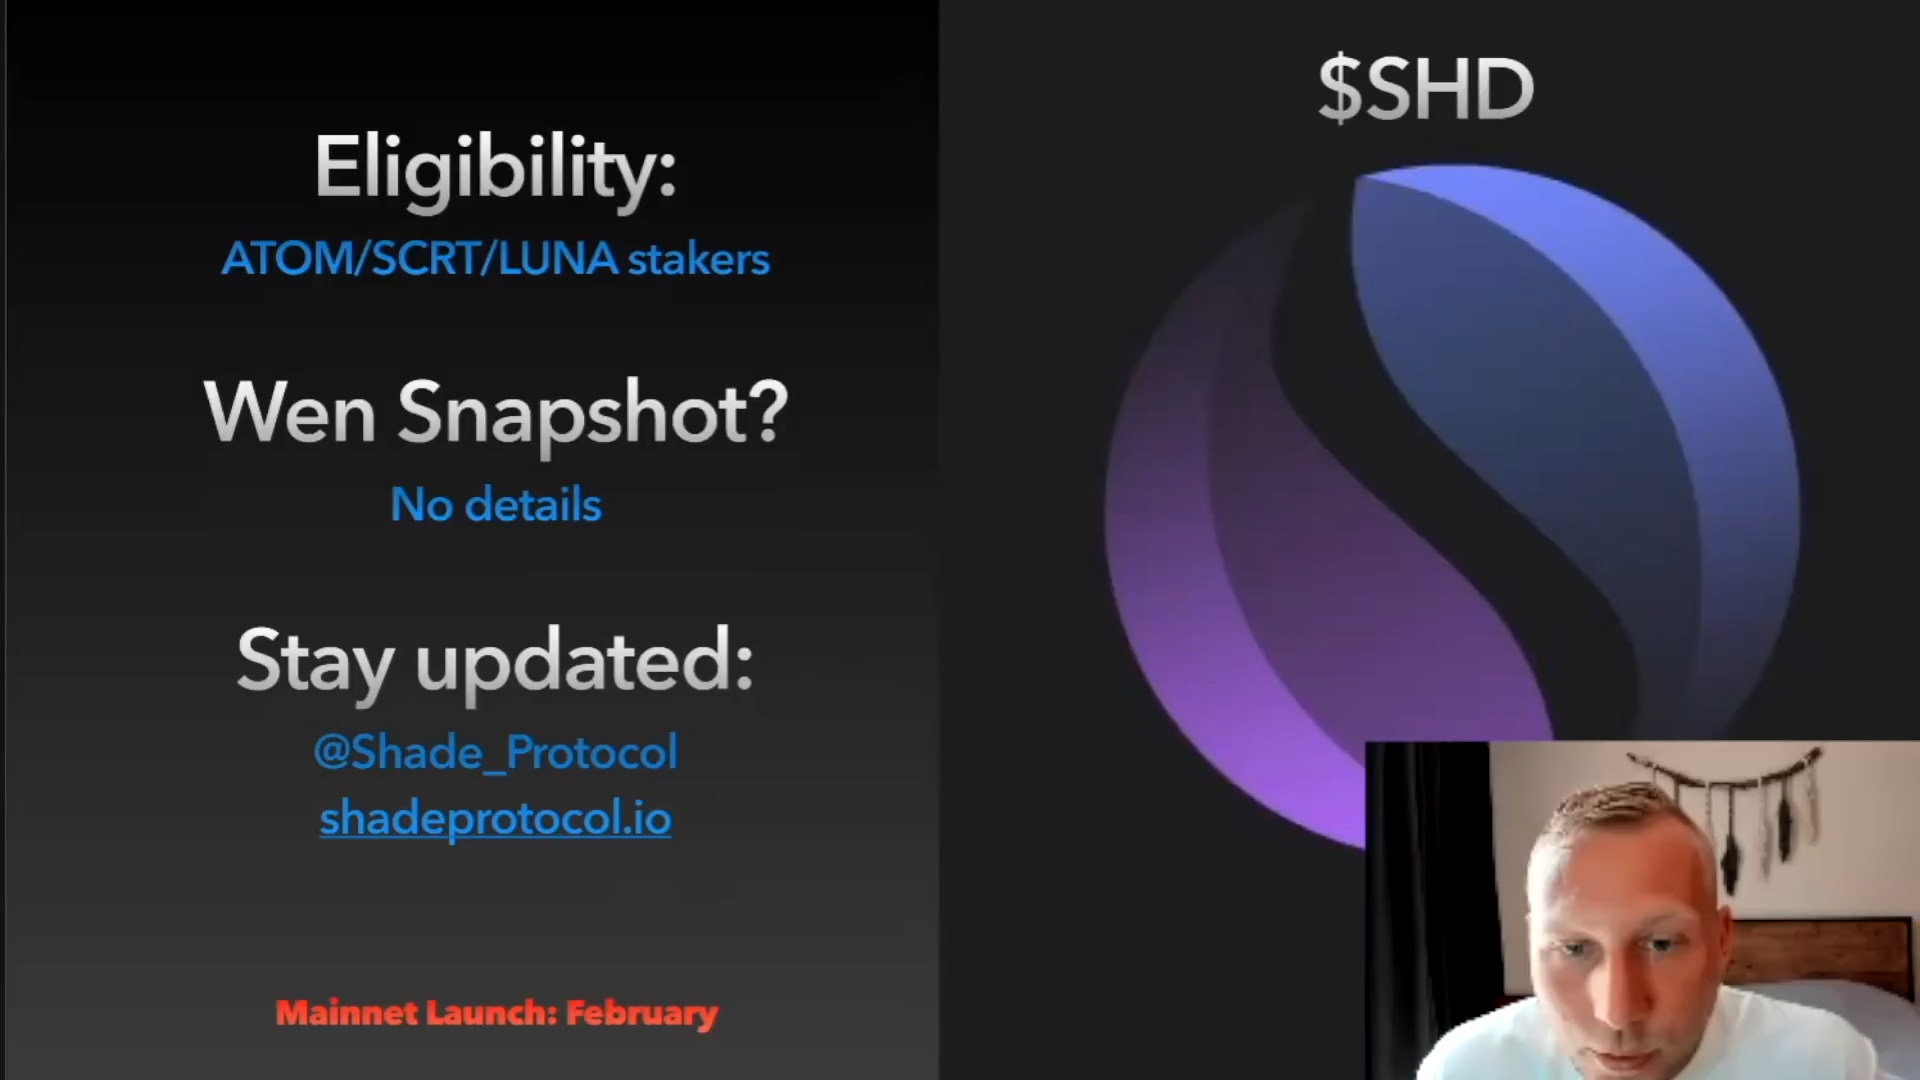 Eligibility:
ATOM/SCRT/LUNA stakers
Wen Snapshot?
No details
Stay updated:
@Shade_Protocol
shadeprotocol.io
Mainnet Launch: February
$SHD